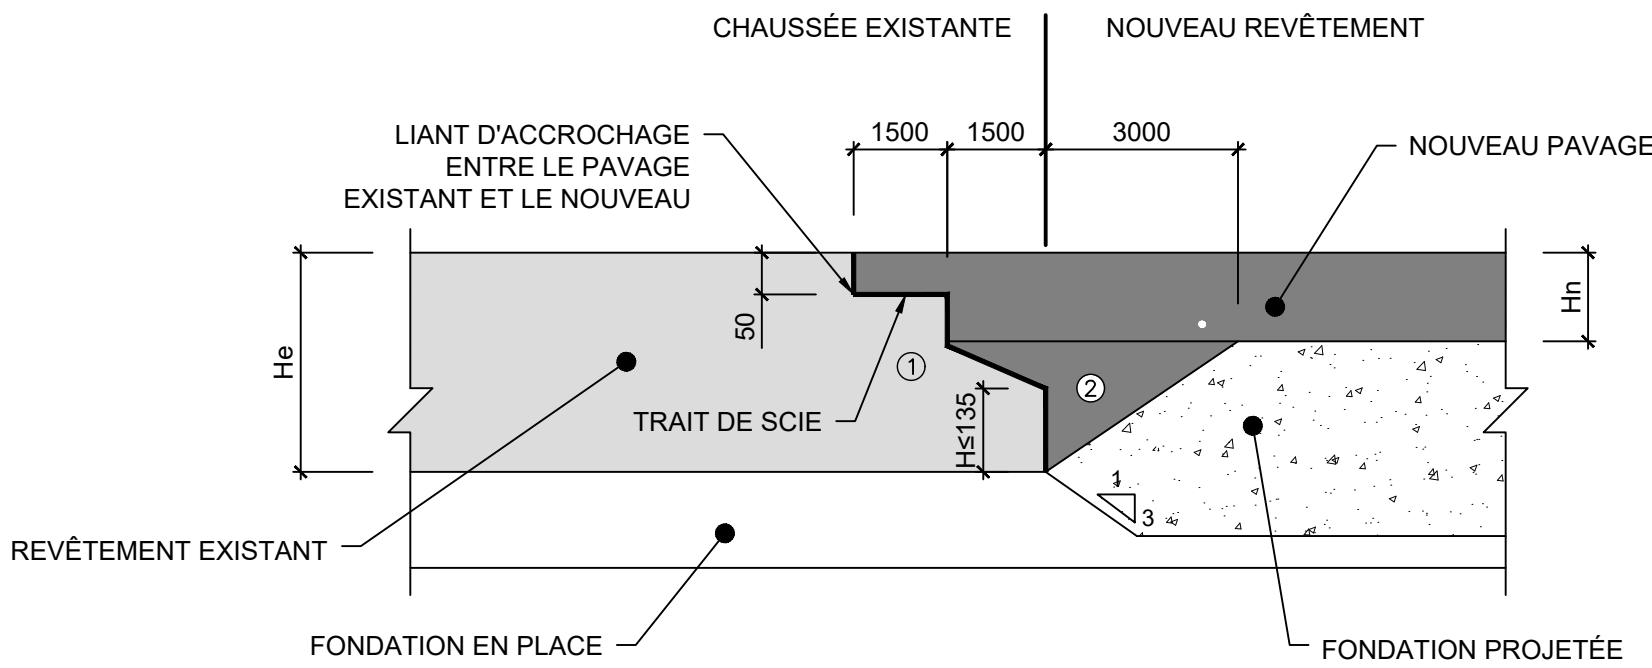 CHAUSSÉE EXISTANTE
NOUVEAU REVÊTEMENT
1500
1500
3000
LIANT D'ACCROCHAGE
ENTRE LE PAVAGE
EXISTANT ET LE NOUVEAU
NOUVEAU PAVAGE
He
50
Hn
1
2
TRAIT DE SCIE
H≤135
1
3
REVÊTEMENT EXISTANT
FONDATION EN PLACE
FONDATION PROJETÉE